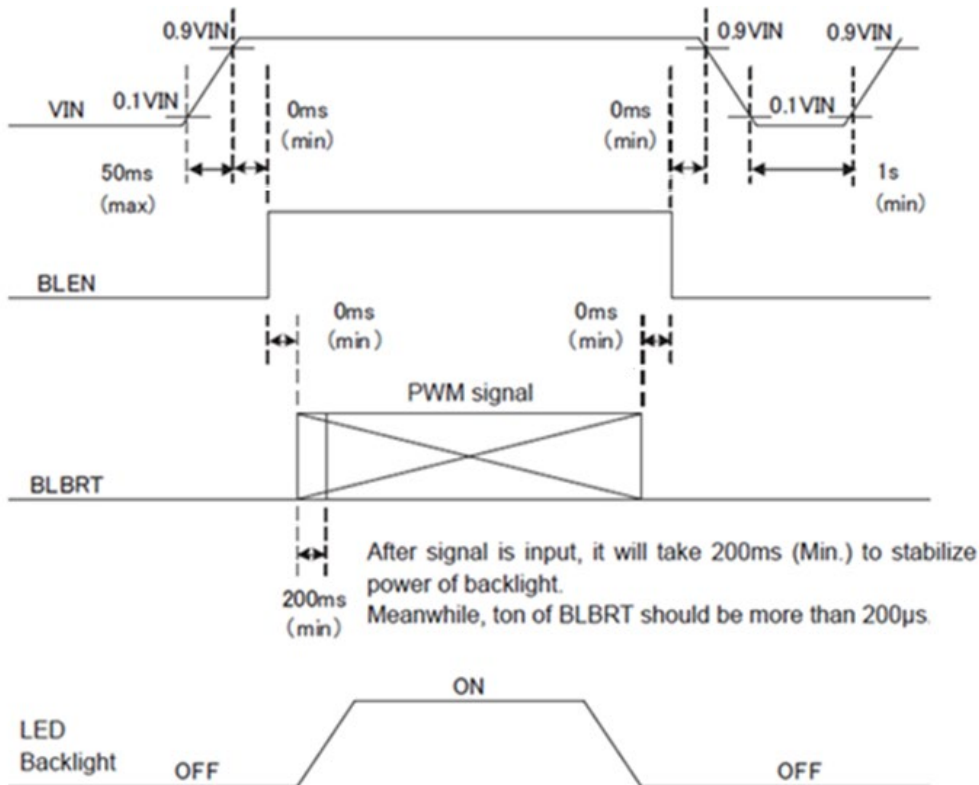 0.9VIN
0.9VIN
0.9VIN
VIN
0.1VIN
0ms
(min)
0ms
(min)
0.1VIN
50ms
(max)
1s
(min)
BLEN
0ms
(min)
0ms
(min)
PWM signal
BLBRT
200ms
(min)
After signal is input, it will take 200ms (Min.) to stabilize
power of backlight.
Meanwhile, ton of BLBRT should be more than 200μs.
ON
LED
Backlight
OFF
OFF